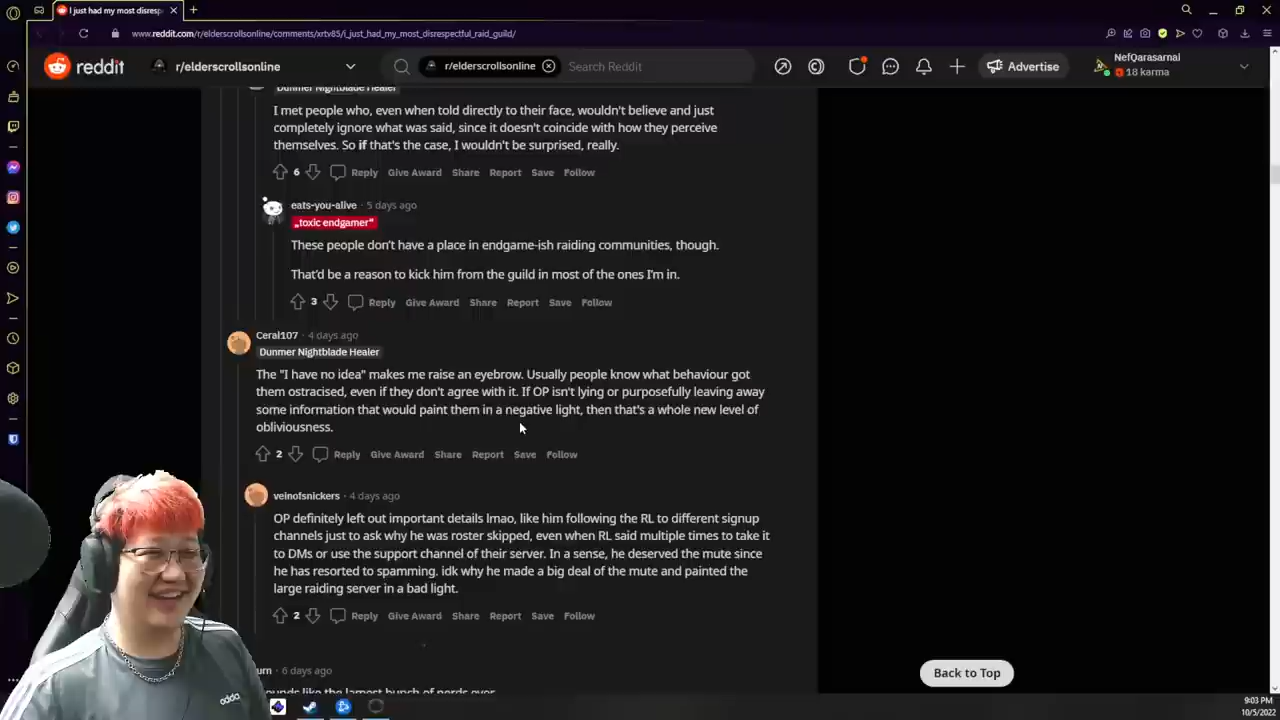 I just had my most disresp
www.reddit.com/r/elderscrollsonline/comments/xrtv85/i_just_had_my_most_disrespectful_raid_guild/
reddit
r/elderscrollsonline
r/elderscrollsonline
Search Reddit
Advertise
NefQarasarnal
18 karma
Dunmer Nightblade Healer
I met people who, even when told directly to their face, wouldn't believe and just
completely ignore what was said, since it doesn't coincide with how they perceive
themselves. So if that's the case, I wouldn't be surprised, really.
6 Reply Give Award Share Report Save Follow
eats-you-alive · 5 days ago
„toxic endgamer"
These people don't have a place in endgame-ish raiding communities, though.
That'd be a reason to kick him from the guild in most of the ones I'm in.
3 Reply Give Award Share Report Save Follow
Ceral107 · 4 days ago
Dunmer Nightblade Healer
The "I have no idea" makes me raise an eyebrow. Usually people know what behaviour got
them ostracised, even if they don't agree with it. If OP isn't lying or purposefully leaving away
some information that would paint them in a negative light, then that's a whole new level of
obliviousness.
2 Reply Give Award Share Report Save Follow
veinofsnickers · 4 days ago
OP definitely left out important details lmao, like him following the RL to different signup
channels just to ask why he was roster skipped, even when RL said multiple times to take it
to DMs or use the support channel of their server. In a sense, he deserved the mute since
he has resorted to spamming. idk why he made a big deal of the mute and painted the
large raiding server in a bad light.
2 Reply Give Award Share Report Save Follow
urn · 6 days ago
ounds like the lamest bunch of nerds ever
Back to Top
adidas
9:03 PM
10/5/2022